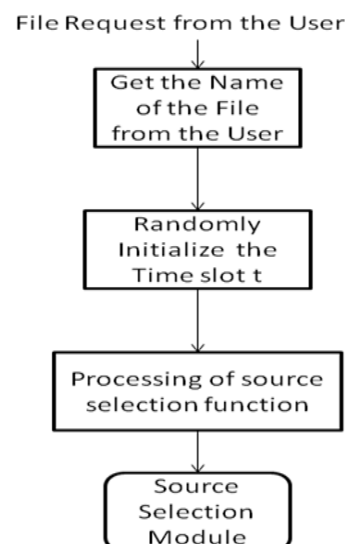 File Request from the User
Get the Name
of the File
from the User
Randomly
Initialize the
Time slot t
Processing of source
selection function
Source
Selection
Module